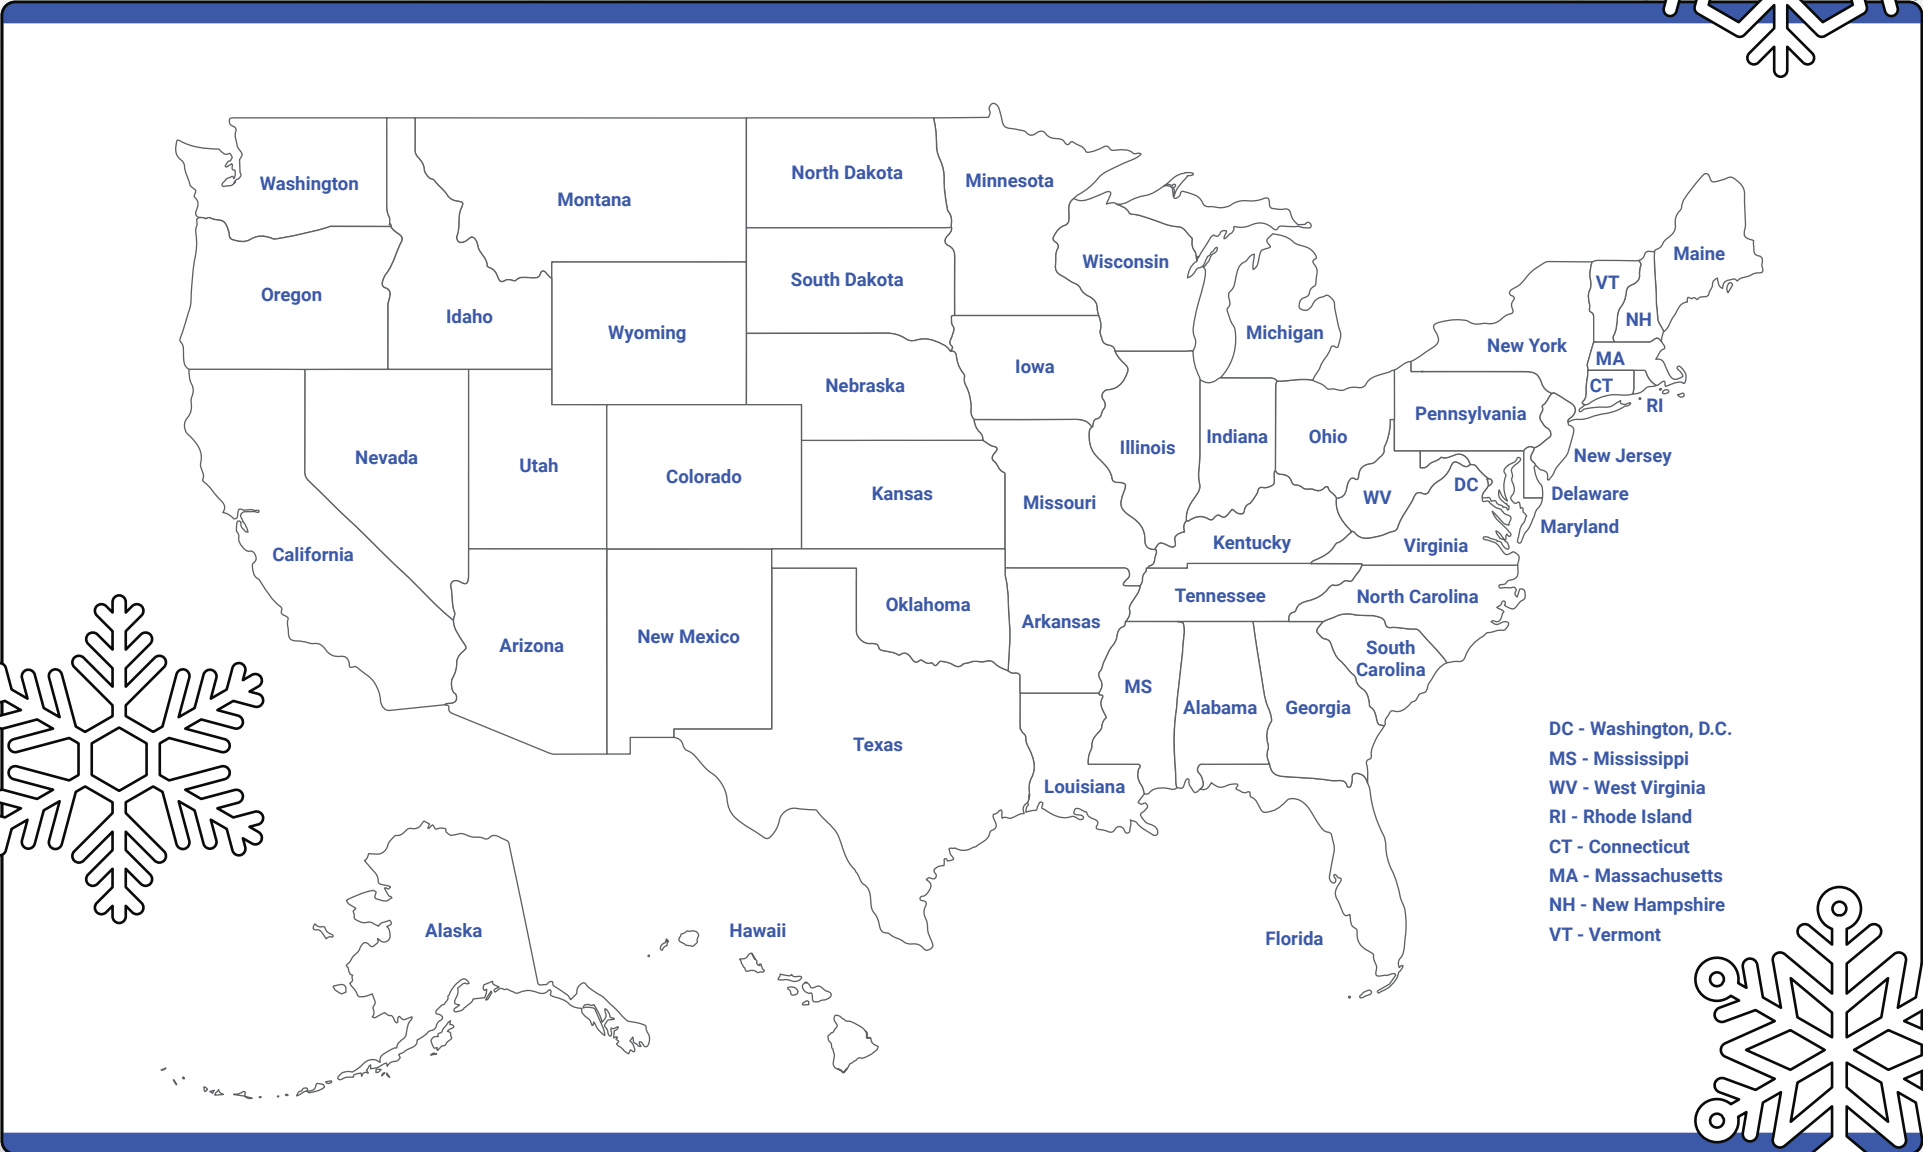 Washington
Montana
North Dakota
Minnesota
Oregon
Idaho
Wyoming
South Dakota
Wisconsin
Michigan
Maine
VT
NH
New York
MA
CT
RI
Iowa
Nebraska
Pennsylvania
Nevada
Utah
Colorado
Kansas
Missouri
Illinois
Indiana
Ohio
WV
DC
New Jersey
Delaware
Maryland
California
Kentucky
Virginia
Arizona
New Mexico
Oklahoma
Arkansas
Tennessee
North Carolina
South
Carolina
MS
Alabama
Georgia
Texas
Louisiana
Alaska
Hawaii
Florida
DC - Washington, D.C.
MS - Mississippi
WV - West Virginia
RI - Rhode Island
CT - Connecticut
MA - Massachusetts
NH - New Hampshire
VT - Vermont